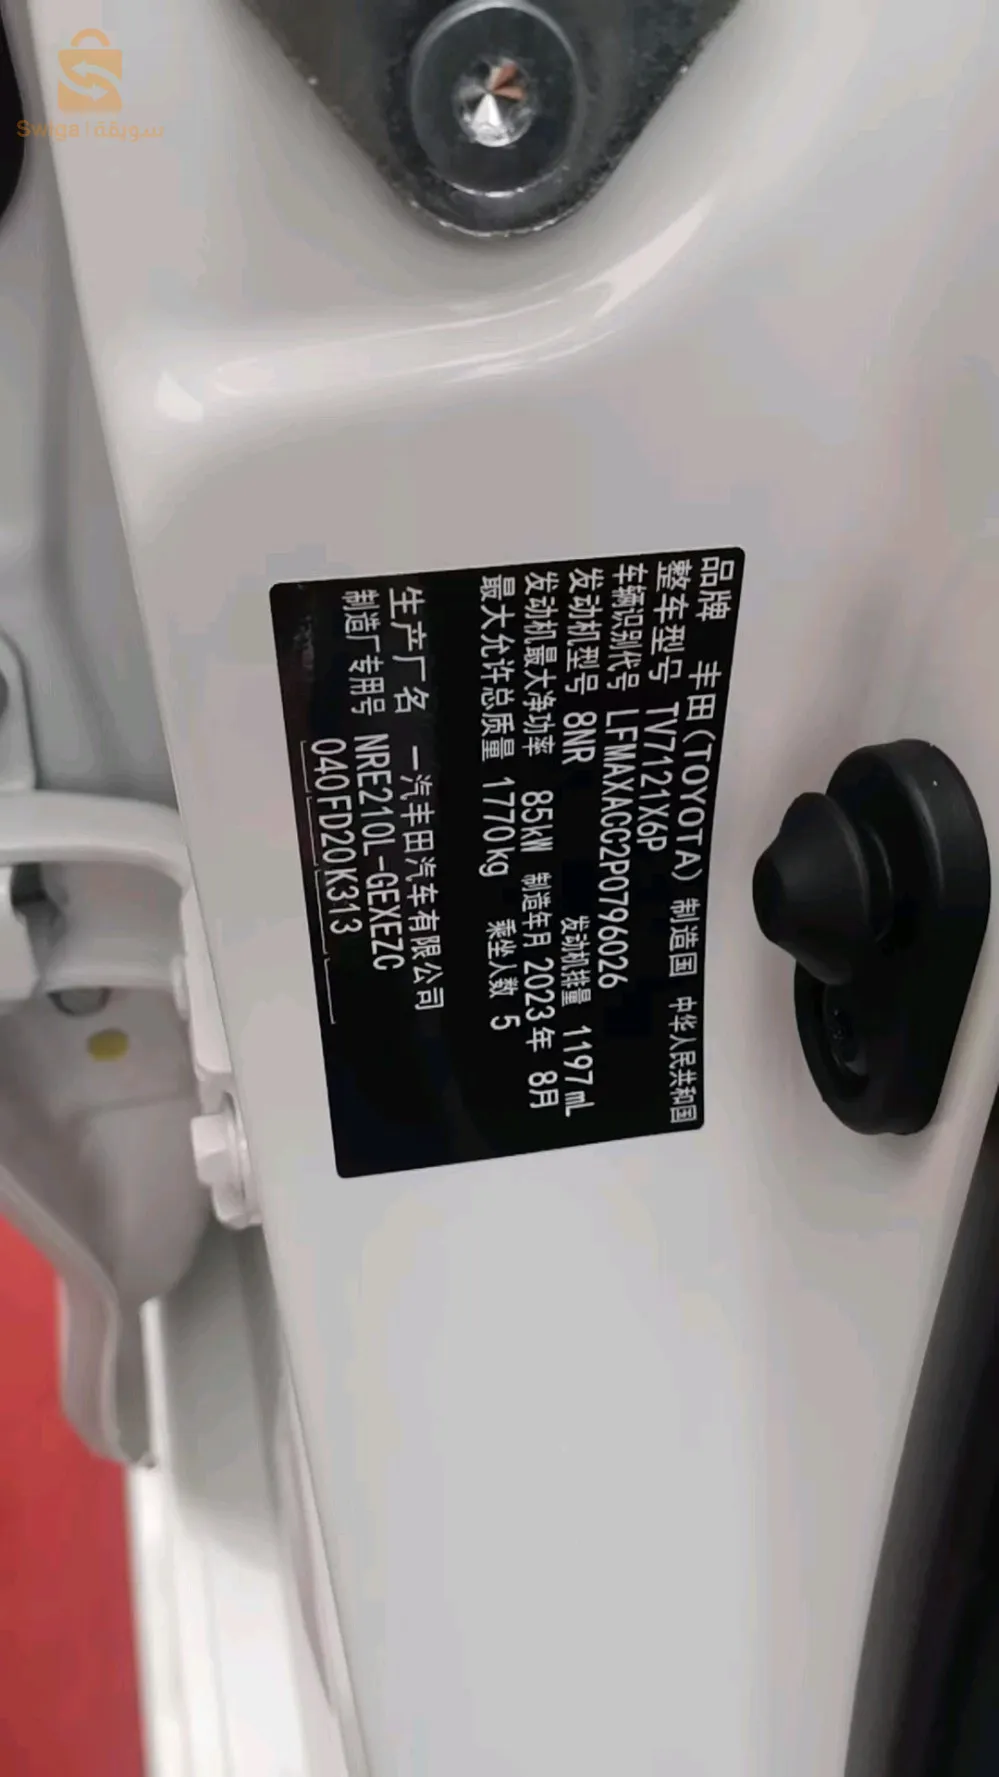 Swiga سويقة
品牌 丰田(TOYOTA) 制造国 中华人民共和国
整车型号 TV7121X6P
车辆识别代号 LFMAXACC2P0796026
发动机型号 8NR 发动机排量 1197mL
发动机最大净功率 85kW 制造年月 2023年 8月
最大允许总质量 1770kg 乘坐人数 5
生产厂名 一汽丰田汽车有限公司
制造厂专用号 NRE210L-GEXEZC
040FD20K313